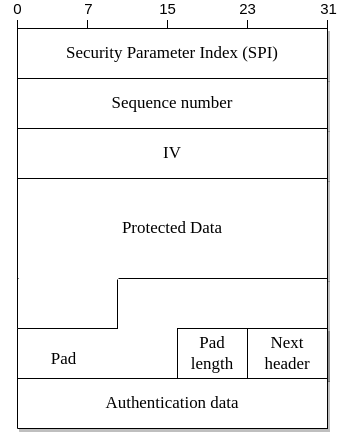 0 7 15 23 31
Security Parameter Index (SPI)
Sequence number
IV
Protected Data
Pad
Pad
length
Next
header
Authentication data